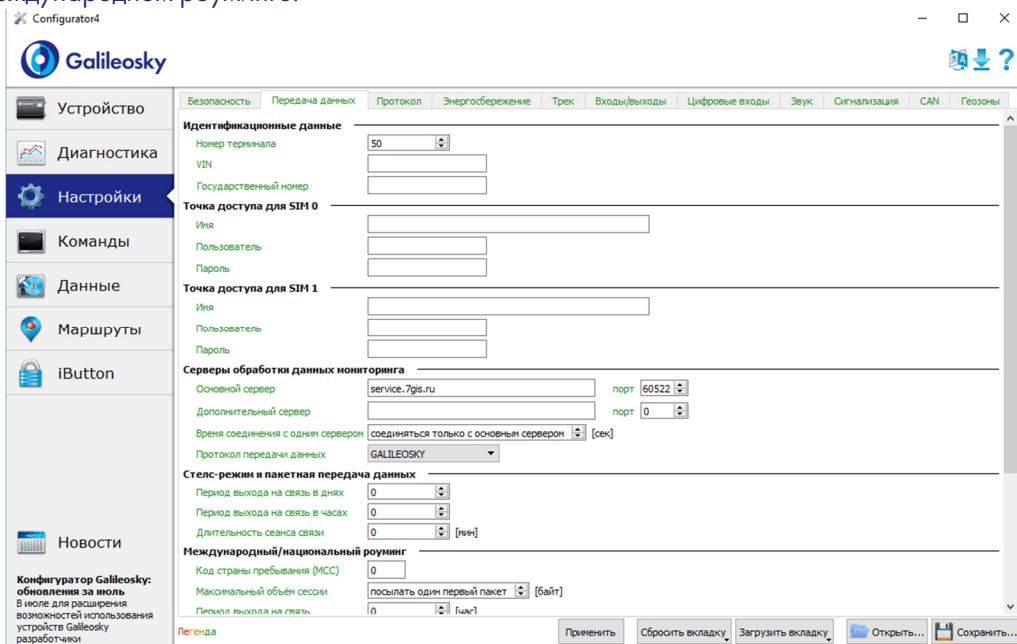 международном роуминге.
Configurator4
Galileosky
Устройство
Диагностика
Настройки
Команды
Данные
Маршруты
iButton
Новости
Конфигуратор Galileosky:
обновления за июль
В июле для расширения
возможностей использования
устройств Galileosky
разработчики
Безопасность Передача данных Протокол Энергосбережение Трек Входы/выходы Цифровые входы Звук Сигнализация CAN Геозоны
Идентификационные данные
Номер терминала 50
VIN
Государственный номер
Точка доступа для SIM 0
Имя
Пользователь
Пароль
Точка доступа для SIM 1
Имя
Пользователь
Пароль
Серверы обработки данных мониторинга
Основной сервер service.7gis.ru порт 60522
Дополнительный сервер порт 0
Время соединения с одним сервером соединяться только с основным сервером [сек]
Протокол передачи данных GALILEOSKY
Стелс-режим и пакетная передача данных
Период выхода на связь в днях 0
Период выхода на связь в часах 0
Длительность сеанса связи 0 [мин]
Международный/национальный роуминг
Код страны пребывания (MCC) 0
Максимальный объём сессии посылать один первый пакет [байт]
Период выхода на связь 0 [час]
Легенда Применить Сбросить вкладку Загрузить вкладку Открыть... Сохранить...